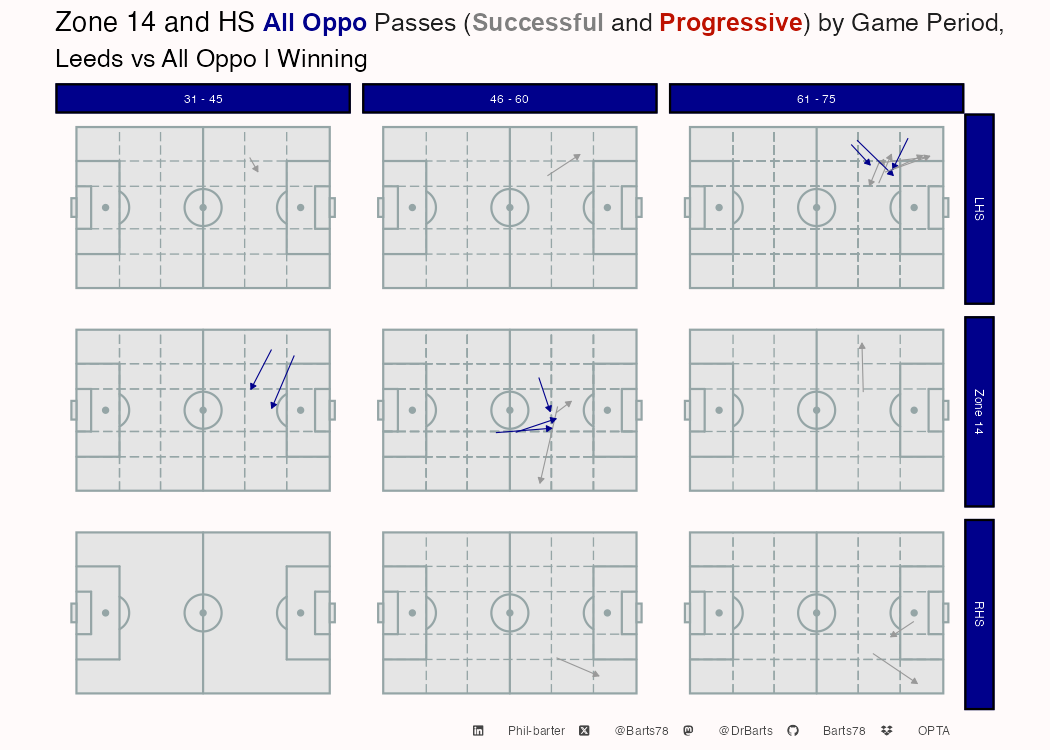 Zone 14 and HS All Oppo Passes (Successful and Progressive) by Game Period,
Leeds vs All Oppo | Winning
31 - 45
46 - 60
61 - 75
LHS
Zone 14
RHS
Phil-barter @Barts78 @DrBarts Barts78 OPTA